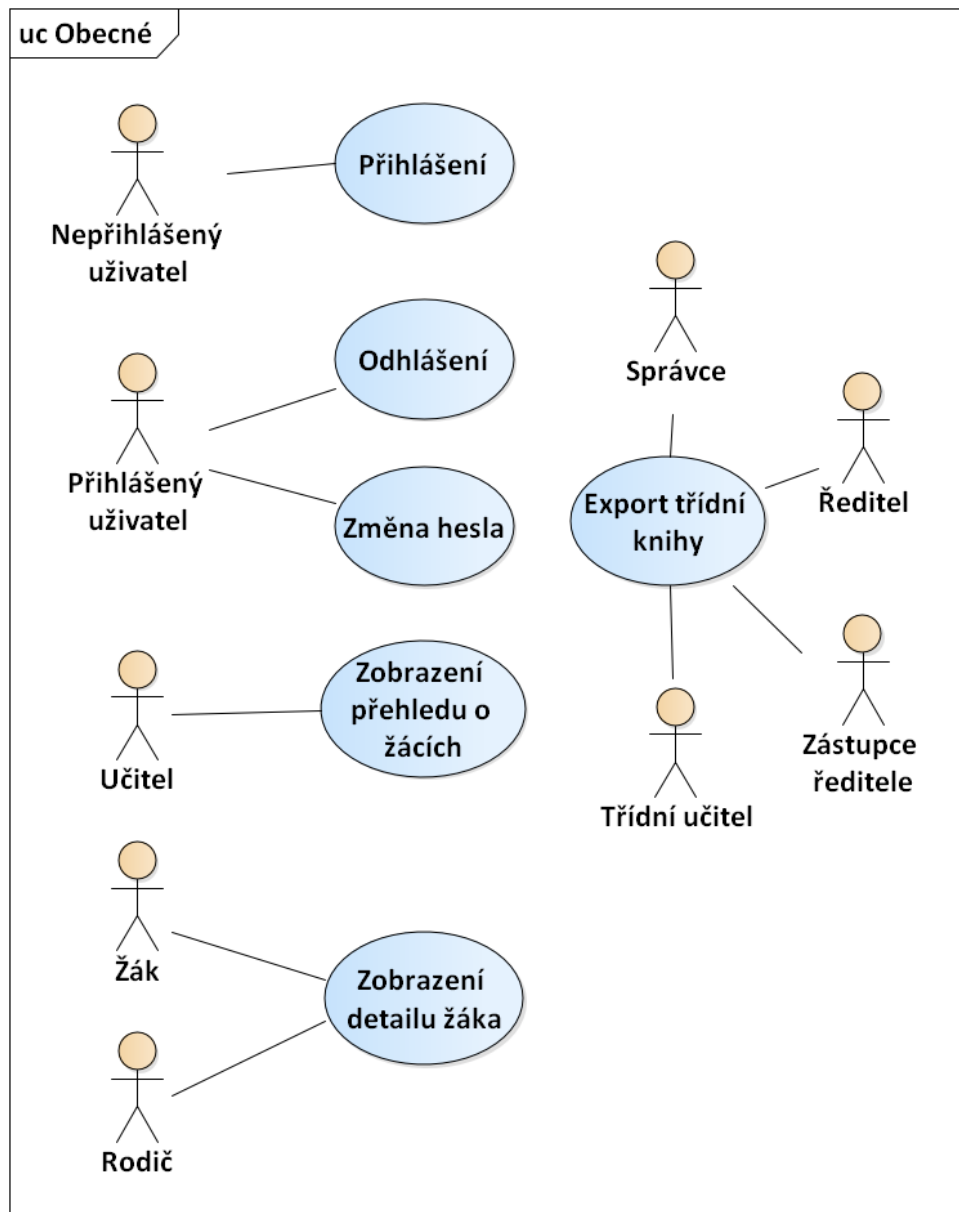 uc Obecné
Přihlášení
Nepřihlášený
uživatel
Odhlášení
Přihlášený
uživatel
Změna hesla
Zobrazení
přehledu o
žácích
Učitel
Žák
Zobrazení
detailu žáka
Rodič
Správce
Ředitel
Export třídní
knihy
Zástupce
ředitele
Třídní učitel